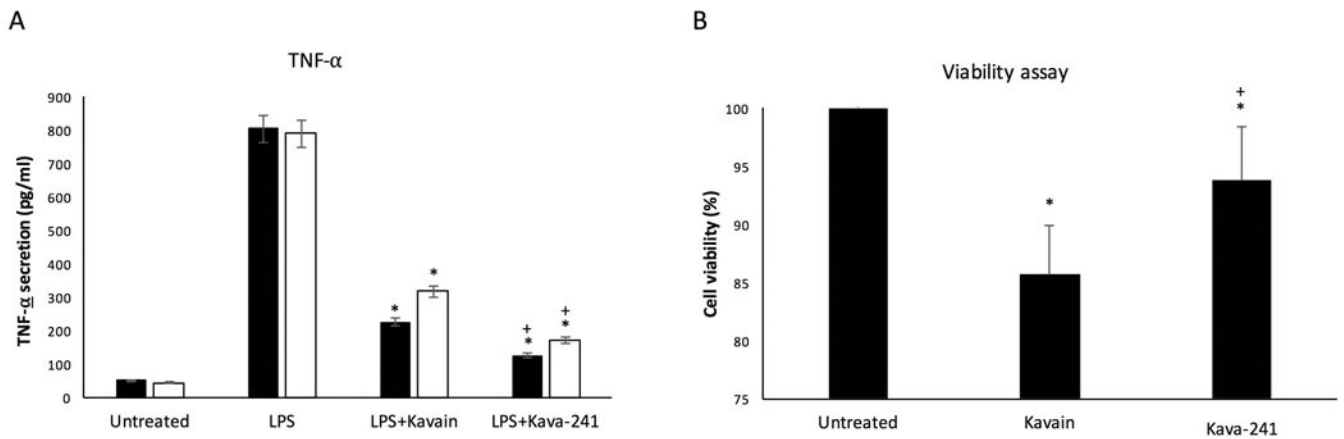 A
TNF-α
TNF-α secretion (pg/ml)
900
800
700
600
500
400
300
200
100
0
*
*
+
*
+
*
Untreated
LPS
LPS+Kavain
LPS+Kava-241
B
Viability assay
Cell viability (%)
100
95
90
85
80
75
*
+
*
Untreated
Kavain
Kava-241